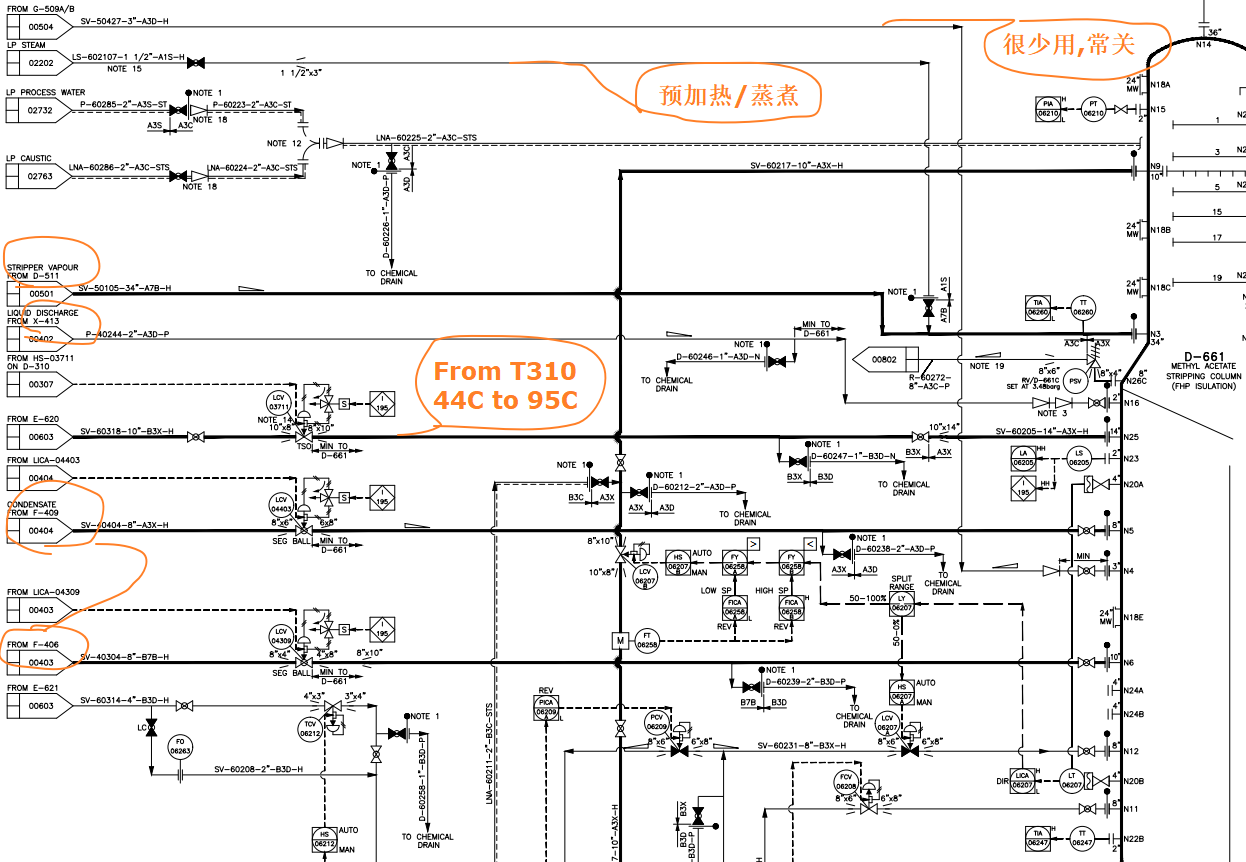 FROM G-509A/B
00504
SV-50427-3"-A3D-H
很少用,常关
36"
N14
LP STEAM
02202
LS-602107-1 1/2"-A1S-H
NOTE 15
1 1/2"x3"
预加热/蒸煮
24"
MW
N18A
LP PROCESS WATER
02732
P-60285-2"-A3S-ST
NOTE 1
P-60223-2"-A3C-ST
NOTE 18
A3S
A3C
PIA
06210
H
L
PT
06210
N15
2"
1
NOTE 12
LNA-60225-2"-A3C-STS
LP CAUSTIC
02763
LNA-60286-2"-A3C-STS
LNA-60224-2"-A3C-STS
NOTE 18
NOTE 1
A3C
A3D
D-60226-1"-A3D-P
TO CHEMICAL
DRAIN
SV-60217-10"-A3X-H
N9
10"
3
5
15
24"
MW
N18B
17
STRIPPER VAPOUR
FROM D-511
00501
SV-50105-34"-A7B-H
NOTE 1
A1S
A7B
24"
MW
N18C
19
LIQUID DISCHARGE
FROM X-413
00402
P-40244-2"-A3D-P
MIN TO
D-661
TIA
06260
L
TT
06260
A3C
A3X
N3
34"
FROM HS-03711
ON D-310
00307
NOTE 1
D-60246-1"-A3D-N
TO CHEMICAL
DRAIN
00802
R-60272-
8"-A3C-P
NOTE 19
8"x6"
RV/D-661C
SET AT 3.48barg
PSV
8"x4"
8"
N26C
D-661
METHYL ACETATE
STRIPPING COLUMN
(FHP ISULATION)
From T310
44C to 95C
LCV
03711
S
I
195
NOTE 14
10"x8"
8"x10"
TSO
MIN TO
D-661
NOTE 3
2"
N16
FROM E-620
00603
SV-60318-10"-B3X-H
10"x14"
B3X
A3X
SV-60205-14"-A3X-H
14"
N25
NOTE 1
D-60247-1"-B3D-N
B3X
B3D
TO CHEMICAL
DRAIN
LA
06205
HH
LS
06205
2"
N23
I
195
HH
4"
N20A
FROM LICA-04403
00404
LCV
04403
S
I
195
NOTE 1
B3C
A3X
NOTE 1
D-60212-2"-A3D-P
A3X
A3D
TO CHEMICAL
DRAIN
CONDENSATE
FROM F-409
00404
SV-40404-8"-A3X-H
8"x6"
6"x8"
SEG BALL
MIN TO
D-661
8"
N5
8"x10"
10"x8"
LCV
06207
B
HS
06207
B
AUTO
MAN
FY
06258
A
FY
06258
B
>
<
NOTE 1
D-60238-2"-A3D-P
A3X
A3D
TO CHEMICAL
DRAIN
MIN
3"
N4
LOW SP
FICA
06258
A
L
REV
HIGH SP
FICA
06258
B
H
REV
50-100%
SPLIT
RANGE
LY
06207
50-0%
24"
MW
N18E
FROM LICA-04309
00403
LCV
04309
S
I
195
M
FT
06258
FROM F-406
00403
SV-40304-8"-B7B-H
8"x4"
4"x8"
8"x10"
SEG BALL
MIN TO
D-661
10"
N6
NOTE 1
D-60239-2"-B3D-P
B7B
B3D
TO CHEMICAL
DRAIN
HS
06207
A
AUTO
MAN
4"
N24A
N24B
FROM E-621
00603
SV-60314-4"-B3D-H
4"x3"
3"x4"
TCV
06212
LC
FO
06263
SV-60208-2"-B3D-H
NOTE 1
D-60258-1"-B3D-P
TO CHEMICAL
DRAIN
LNA-60211-2"-B3C-STS
REV
PICA
06209
L
PCV
06209
8"x6"
6"x8"
SV-60231-8"-B3X-H
LCV
06207
A
8"x6"
6"x8"
8"
N12
DIR
LICA
06207
H
L
LT
06207
4"
N20B
FCV
06208
8"x6"
6"x8"
8"
N11
HS
06212
AUTO
MAN
7-10"-A3X-H
B3X
B3D
-B3D-P
TIA
06247
H
TT
06247
N22B
2"